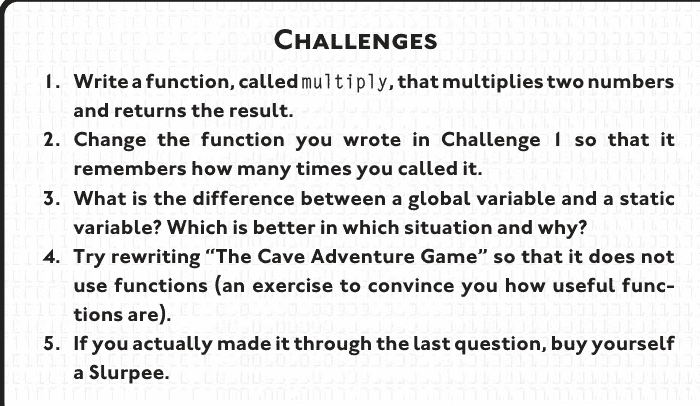 CHALLENGES
1. Write a function, called multiply, that multiplies two numbers
and returns the result.
2. Change the function you wrote in Challenge 1 so that it
remembers how many times you called it.
3. What is the difference between a global variable and a static
variable? Which is better in which situation and why?
4. Try rewriting “The Cave Adventure Game” so that it does not
use functions (an exercise to convince you how useful func-
tions are).
5. If you actually made it through the last question, buy yourself
a Slurpee.